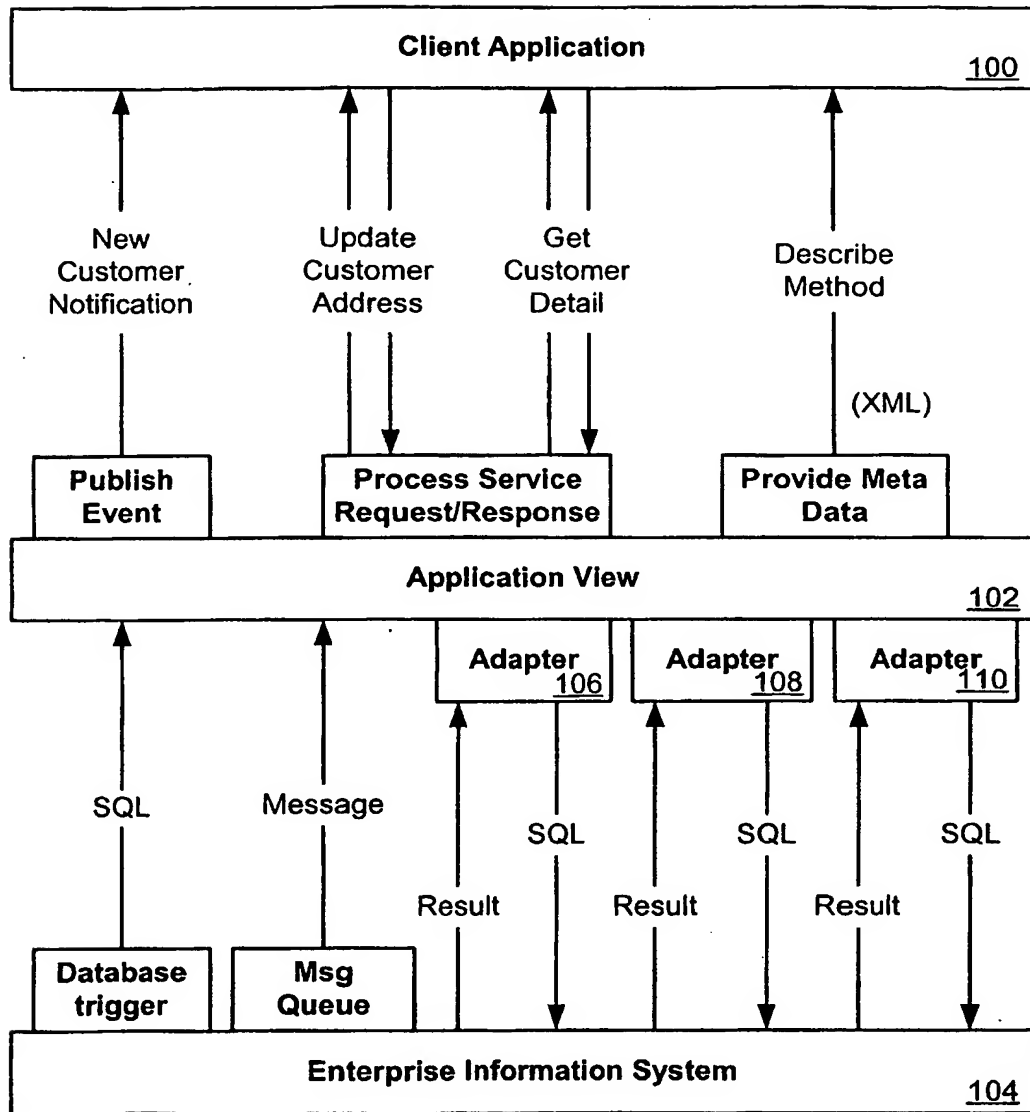 Client Application
100
New
Customer
Notification
Update
Customer
Address
Get
Customer
Detail
Describe
Method
(XML)
Publish
Event
Process Service
Request/Response
Provide Meta
Data
Application View
102
Adapter
106
Adapter
108
Adapter
110
SQL
Message
SQL
SQL
SQL
Result
Result
Result
Database
trigger
Msg
Queue
Enterprise Information System
104